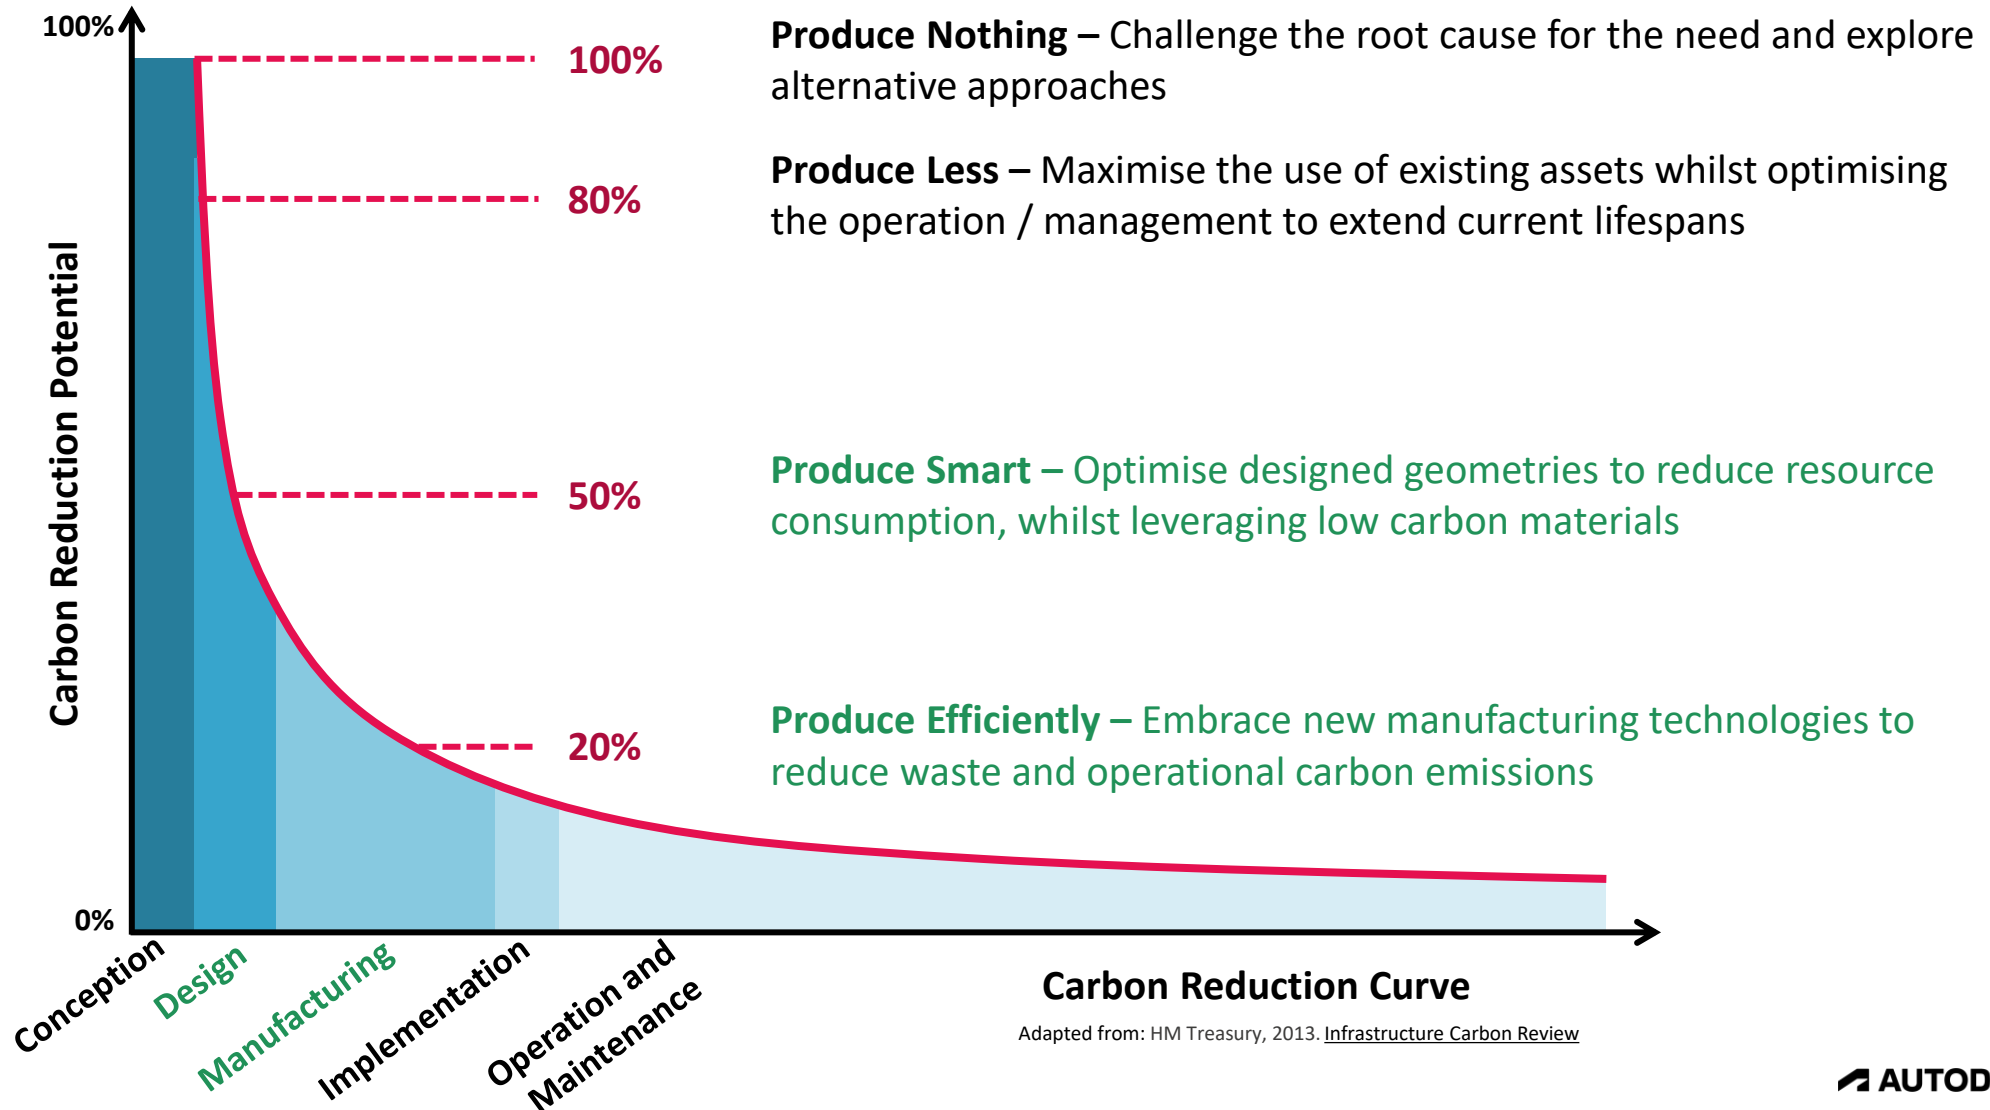 100%
100%
Produce Nothing – Challenge the root cause for the need and explore
alternative approaches
80%
Produce Less – Maximise the use of existing assets whilst optimising
the operation / management to extend current lifespans
Carbon Reduction Potential
50%
Produce Smart – Optimise designed geometries to reduce resource
consumption, whilst leveraging low carbon materials
20%
Produce Efficiently – Embrace new manufacturing technologies to
reduce waste and operational carbon emissions
0%
Conception
Design
Manufacturing
Implementation
Operation and
Maintenance
Carbon Reduction Curve
Adapted from: HM Treasury, 2013. Infrastructure Carbon Review
AUTOD